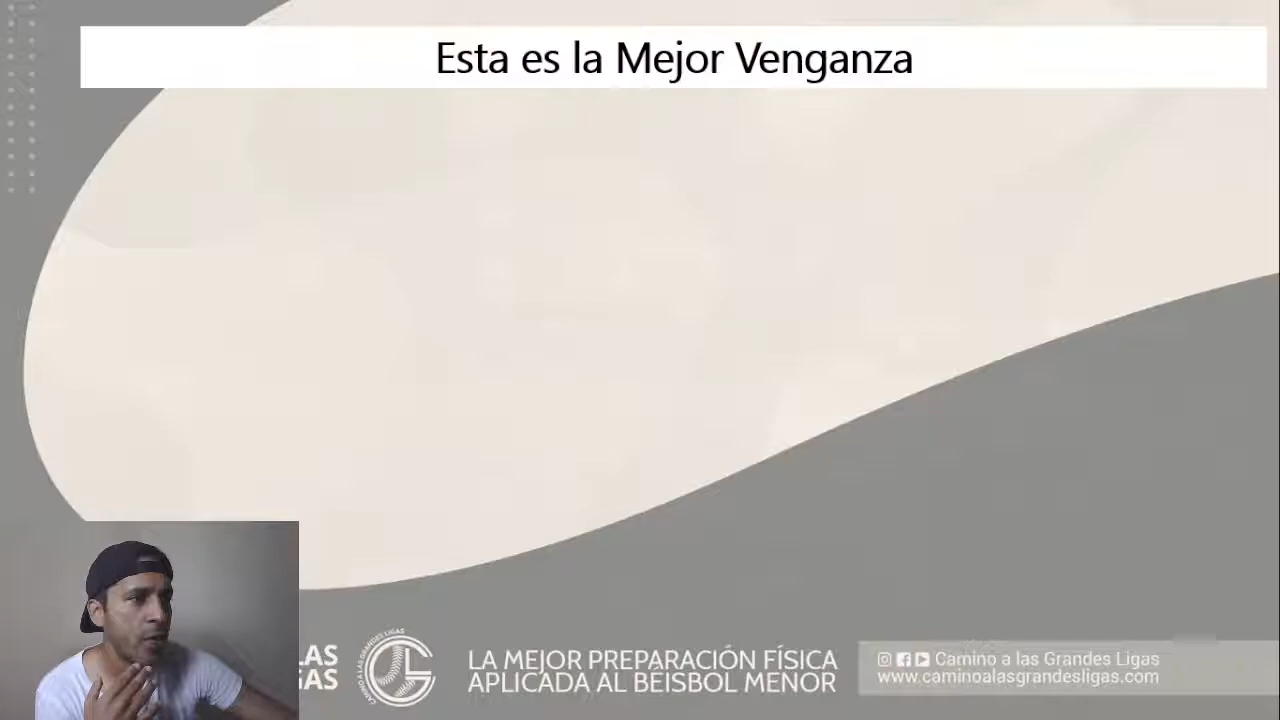 Esta es la Mejor Venganza
LAS
GAS
CAMINO A LAS GRANDES LIGAS
LA MEJOR PREPARACIÓN FÍSICA
APLICADA AL BÉISBOL MENOR
Camino a las Grandes Ligas
www.caminoalasgrandesligas.com